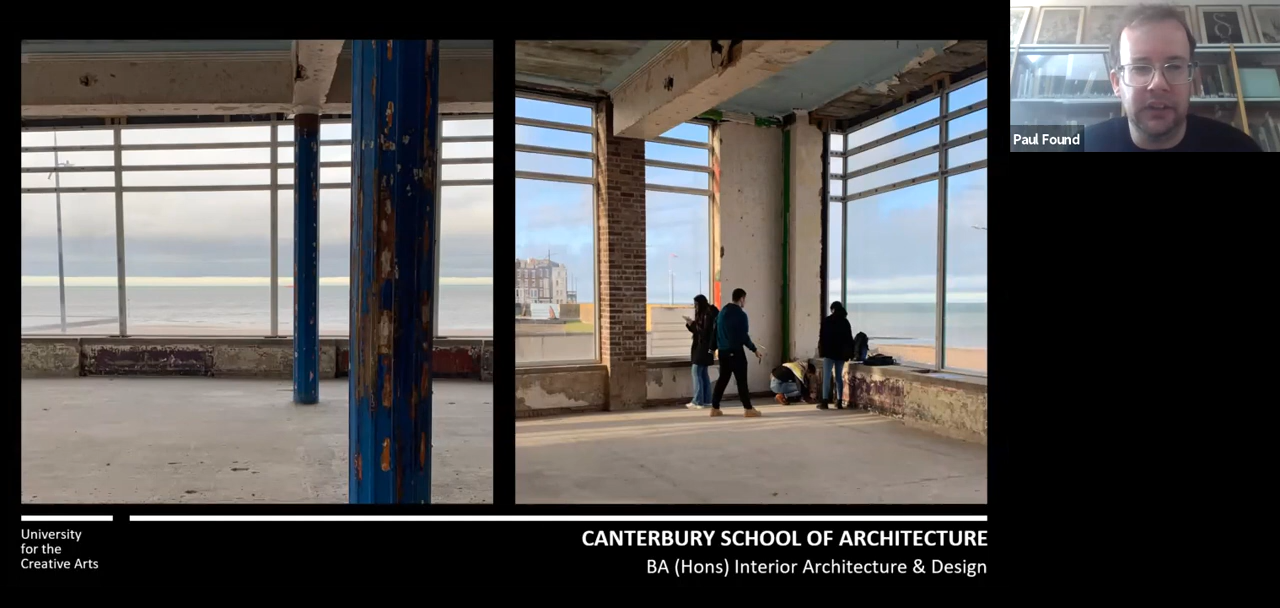 Paul Found
University
for the
Creative Arts
CANTERBURY SCHOOL OF ARCHITECTURE
BA (Hons) Interior Architecture & Design